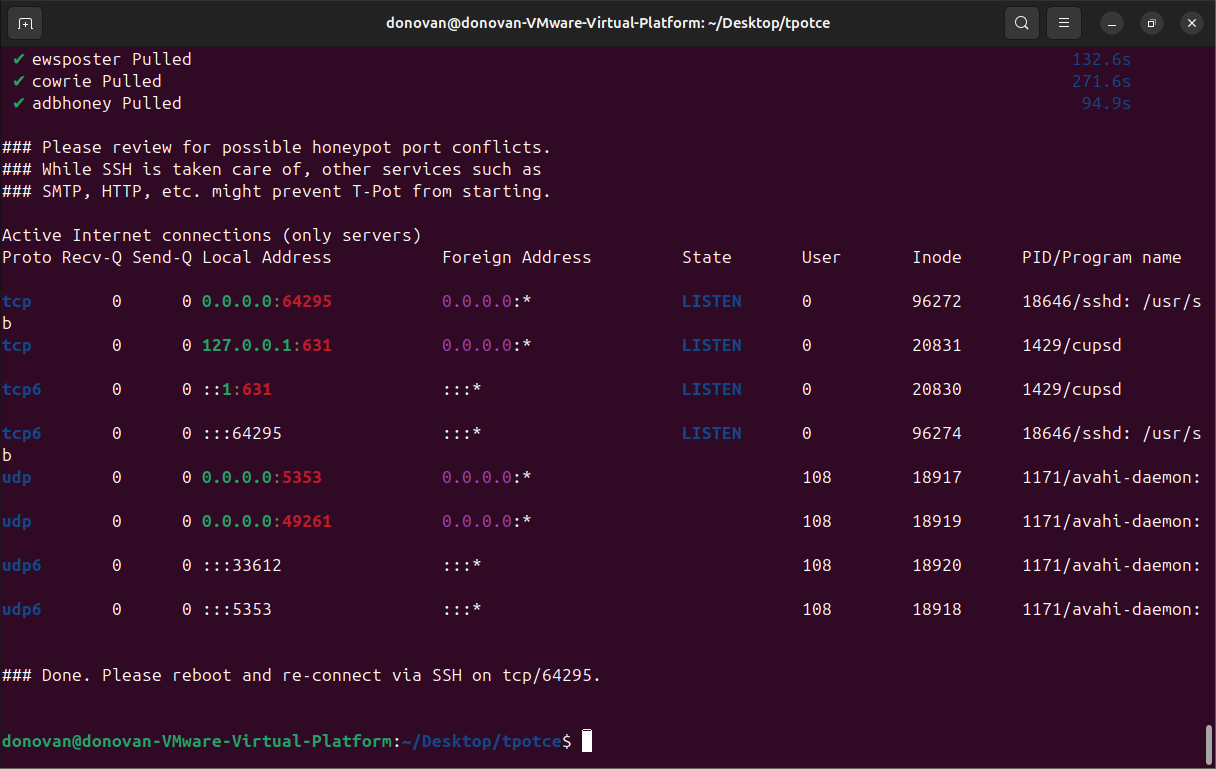 donovan@donovan-VMware-Virtual-Platform: ~/Desktop/tpotce
✔ ewsposter Pulled 132.6s
✔ cowrie Pulled 271.6s
✔ adbhoney Pulled 94.9s
### Please review for possible honeypot port conflicts.
### While SSH is taken care of, other services such as
### SMTP, HTTP, etc. might prevent T-Pot from starting.
Active Internet connections (only servers)
Proto Recv-Q Send-Q Local Address Foreign Address State User Inode PID/Program name
tcp 0 0 0.0.0.0:64295 0.0.0.0:* LISTEN 0 96272 18646/sshd: /usr/s
b
tcp 0 0 127.0.0.1:631 0.0.0.0:* LISTEN 0 20831 1429/cupsd
tcp6 0 0 ::1:631 :::* LISTEN 0 20830 1429/cupsd
tcp6 0 0 :::64295 :::* LISTEN 0 96274 18646/sshd: /usr/s
b
udp 0 0 0.0.0.0:5353 0.0.0.0:* 108 18917 1171/avahi-daemon:
udp 0 0 0.0.0.0:49261 0.0.0.0:* 108 18919 1171/avahi-daemon:
udp6 0 0 :::33612 :::* 108 18920 1171/avahi-daemon:
udp6 0 0 :::5353 :::* 108 18918 1171/avahi-daemon:
### Done. Please reboot and re-connect via SSH on tcp/64295.
donovan@donovan-VMware-Virtual-Platform:~/Desktop/tpotce$